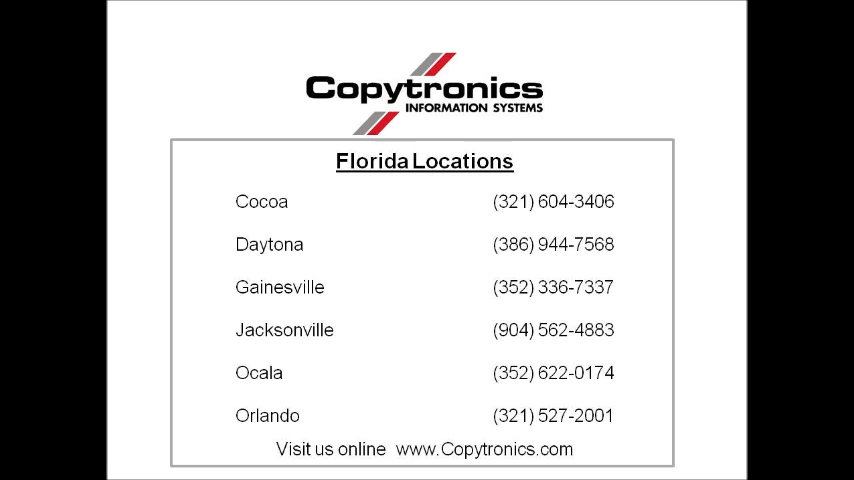 Copytronics
INFORMATION SYSTEMS
Florida Locations
Cocoa (321) 604-3406
Daytona (386) 944-7568
Gainesville (352) 336-7337
Jacksonville (904) 562-4883
Ocala (352) 622-0174
Orlando (321) 527-2001
Visit us online www.Copytronics.com